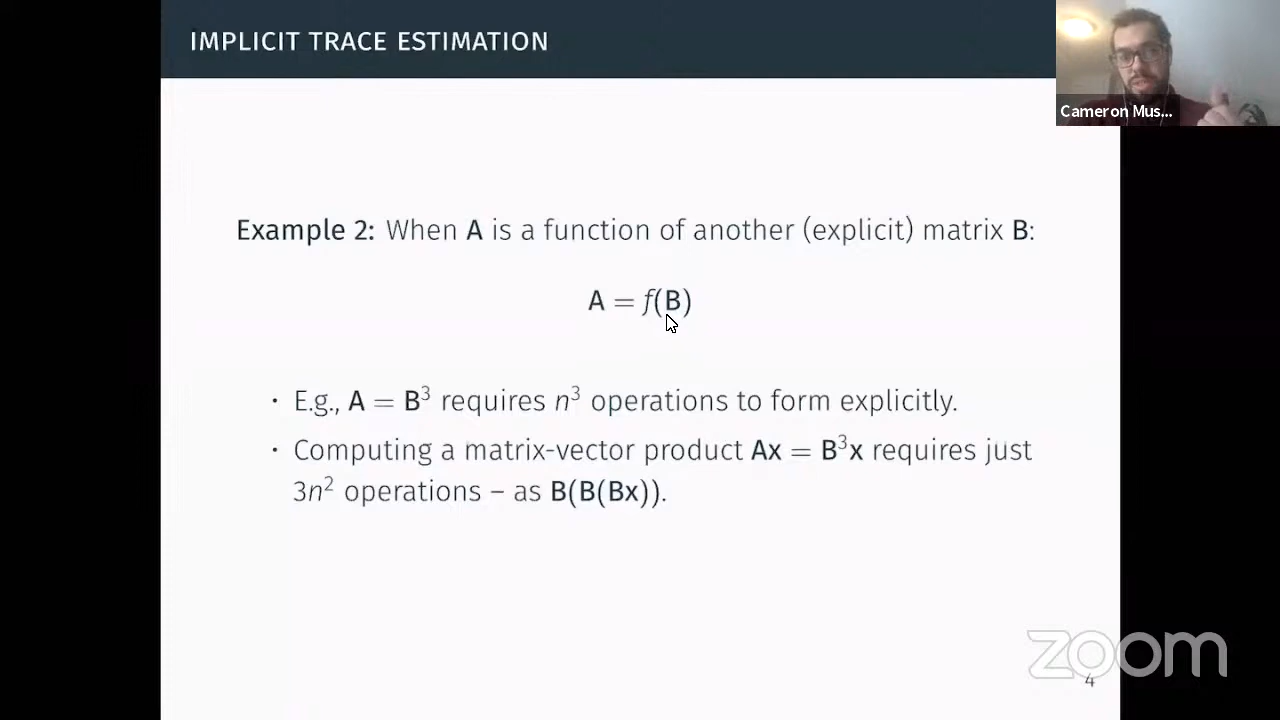 IMPLICIT TRACE ESTIMATION
Cameron Mus...
Example 2: When A is a function of another (explicit) matrix B:
A = f(B)
· E.g., A = B³ requires n³ operations to form explicitly.
· Computing a matrix-vector product Ax = B³x requires just
3n² operations – as B(B(Bx)).
zoom
4